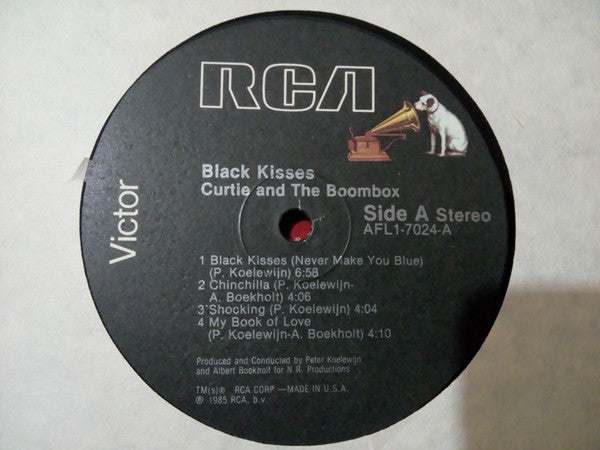 RCA
Victor
Black Kisses
Curtie and The Boombox
Side A Stereo
AFL1-7024-A
1 Black Kisses (Never Make You Blue)
(P. Koelewijn) 6:58
2 Chinchilla (P. Koelewijn-
A. Boekholt) 4:06
3 Shocking (P. Koelewijn) 4:04
4 My Book of Love
(P. Koelewijn-A. Boekholt) 4:10
Produced and Conducted by Peter Koelewijn
and Albert Boekholt for N.R. Productions
TM(s)® RCA CORP.—MADE IN U.S.A.
℗ 1985 RCA, b.v.